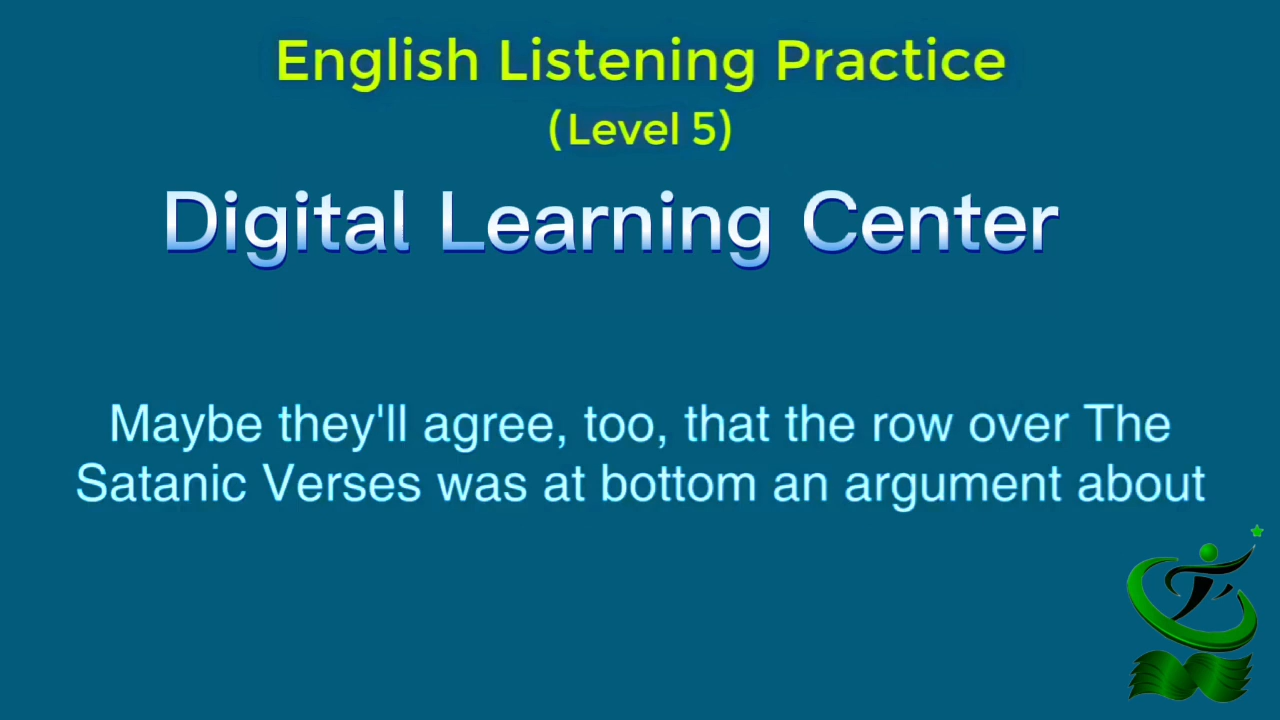 English Listening Practice
(Level 5)
Digital Learning Center
Maybe they'll agree, too, that the row over The
Satanic Verses was at bottom an argument about